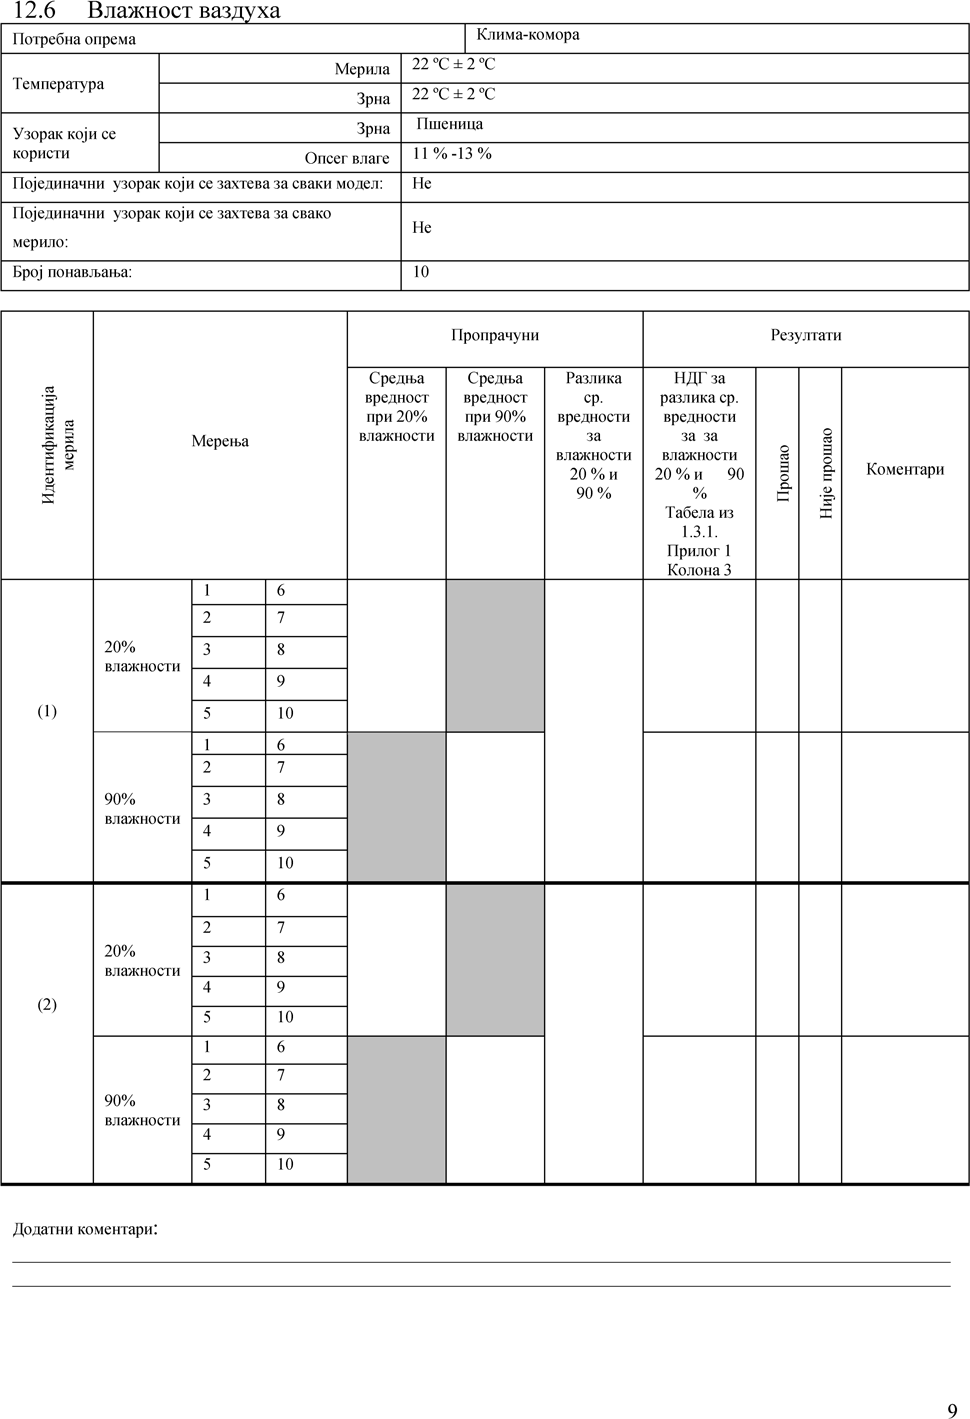 12.6 Влажност ваздуха
Потребна опрема Клима-комора
Температура
Мерила 22 ºC ± 2 ºC
Зрна 22 ºC ± 2 ºC
Узорак који се
користи
Зрна Пшеница
Опсег влаге 11 % -13 %
Појединачни узорак који се захтева за сваки модел: Не
Појединачни узорак који се захтева за свако
мерило:
Не
Број понављања: 10
Идентификација
мерила
Мерења
Пропрачуни
Резултати
Средња
вредност
при 20%
влажности
Средња
вредност
при 90%
влажности
Разлика
ср.
вредности
за
влажности
20 % и
90 %
НДГ за
разлика ср.
вредности
за за
влажности
20 % и 90
%
Табела из
1.3.1.
Прилог 1
Колона 3
Прошао
Није прошао
Коментари
(1)
20%
влажности
1 6
2 7
3 8
4 9
5 10
90%
влажности
1 6
2 7
3 8
4 9
5 10
(2)
20%
влажности
1 6
2 7
3 8
4 9
5 10
90%
влажности
1 6
2 7
3 8
4 9
5 10
Додатни коментари:
9